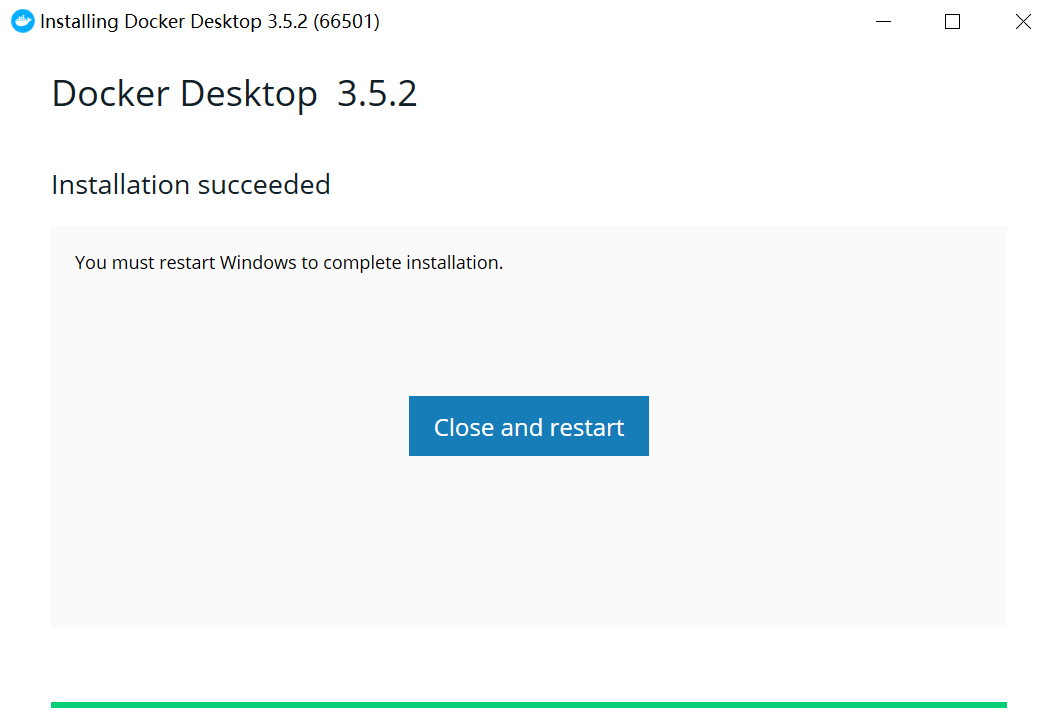 Installing Docker Desktop 3.5.2 (66501)
Docker Desktop 3.5.2
Installation succeeded
You must restart Windows to complete installation.
Close and restart